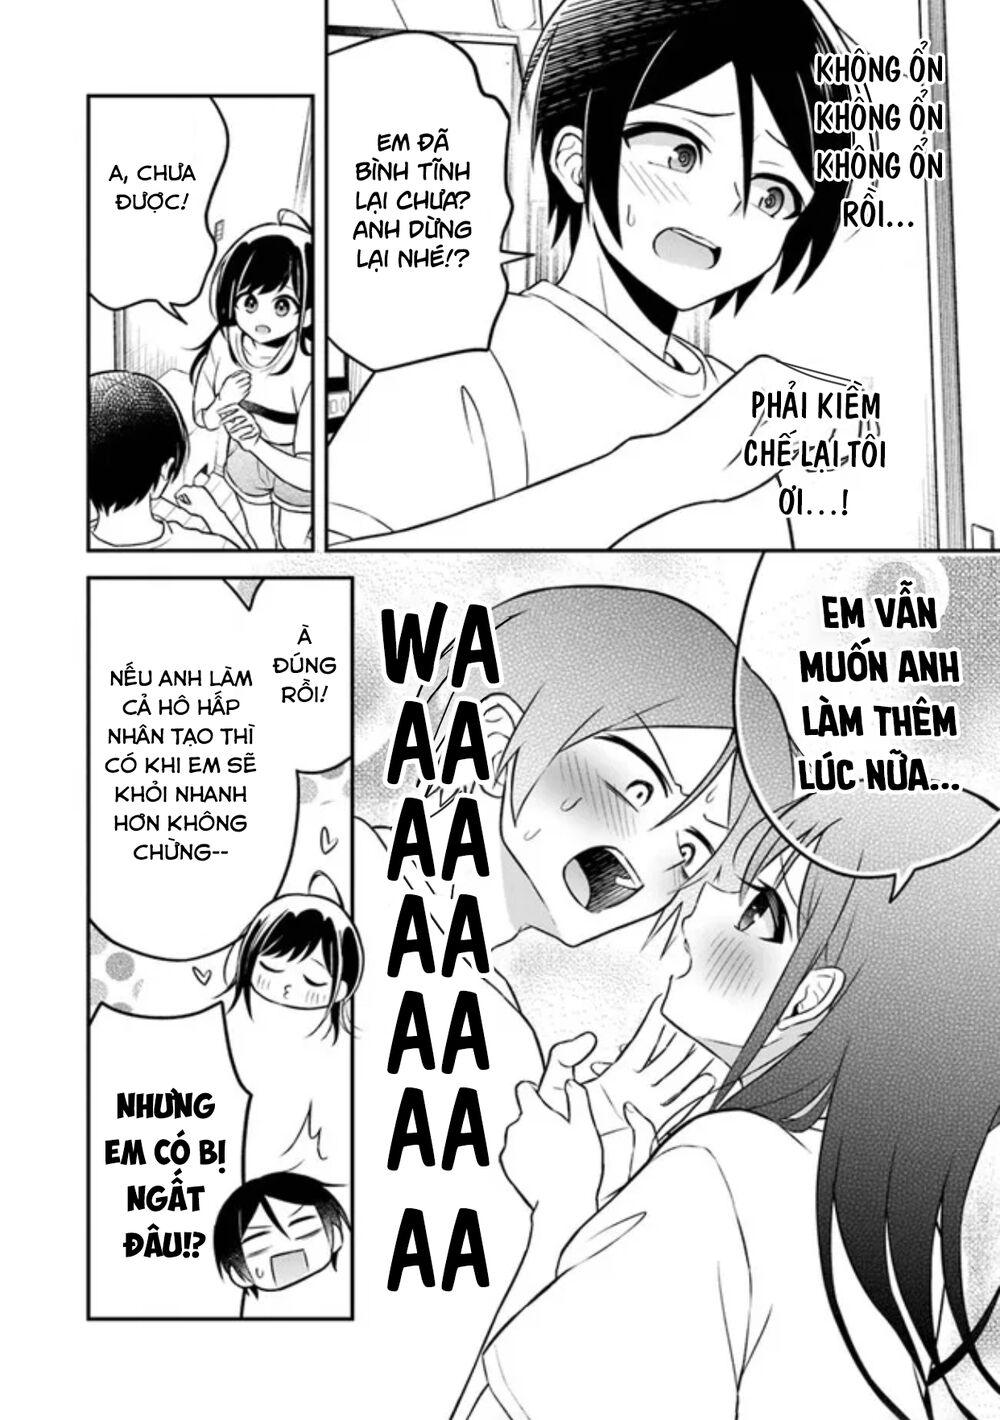 KHÔNG ỔN
KHÔNG ỔN
KHÔNG ỔN
RỒI...
EM ĐÃ
BÌNH TĨNH
LẠI CHƯA?
ANH DỪNG
LẠI NHÉ!?
PHẢI KIỀM
CHẾ LẠI TÔI
ƠI...!
A, CHƯA
ĐƯỢC!
EM VẪN
MUỐN ANH
LÀM THÊM
LÚC NỮA...
WA
AA
AA
AA
AA
AA
AA
À
ĐÚNG
RỒI!
NẾU ANH LÀM
CẢ HÔ HẤP
NHÂN TẠO THÌ
CÓ KHI EM SẼ
KHỎI NHANH
HƠN KHÔNG
CHỪNG--
NHƯNG
EM CÓ BỊ
NGẤT
ĐÂU!?